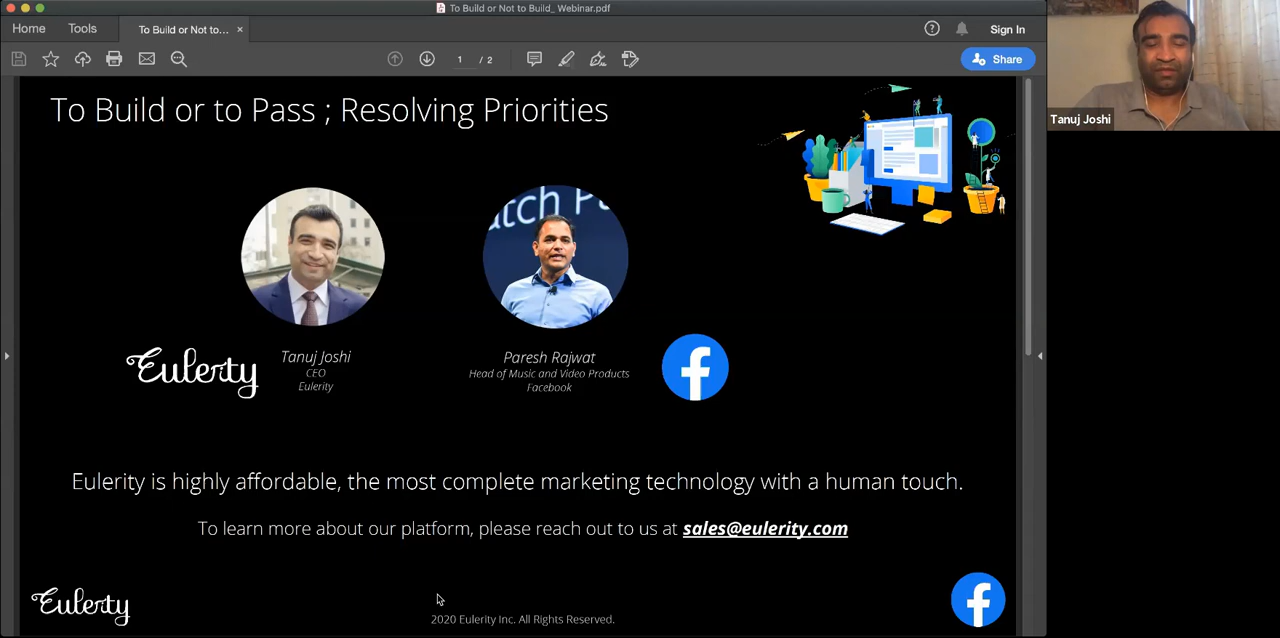 To Build or Not to Build_ Webinar.pdf
Home
Tools
To Build or Not to...
Sign In
1 / 2
Share
To Build or to Pass ; Resolving Priorities
atch Pa
Eulerity
Tanuj Joshi
CEO
Eulerity
Paresh Rajwat
Head of Music and Video Products
Facebook
f
Eulerity is highly affordable, the most complete marketing technology with a human touch.
To learn more about our platform, please reach out to us at sales@eulerity.com
Eulerity
2020 Eulerity Inc. All Rights Reserved.
f
Tanuj Joshi